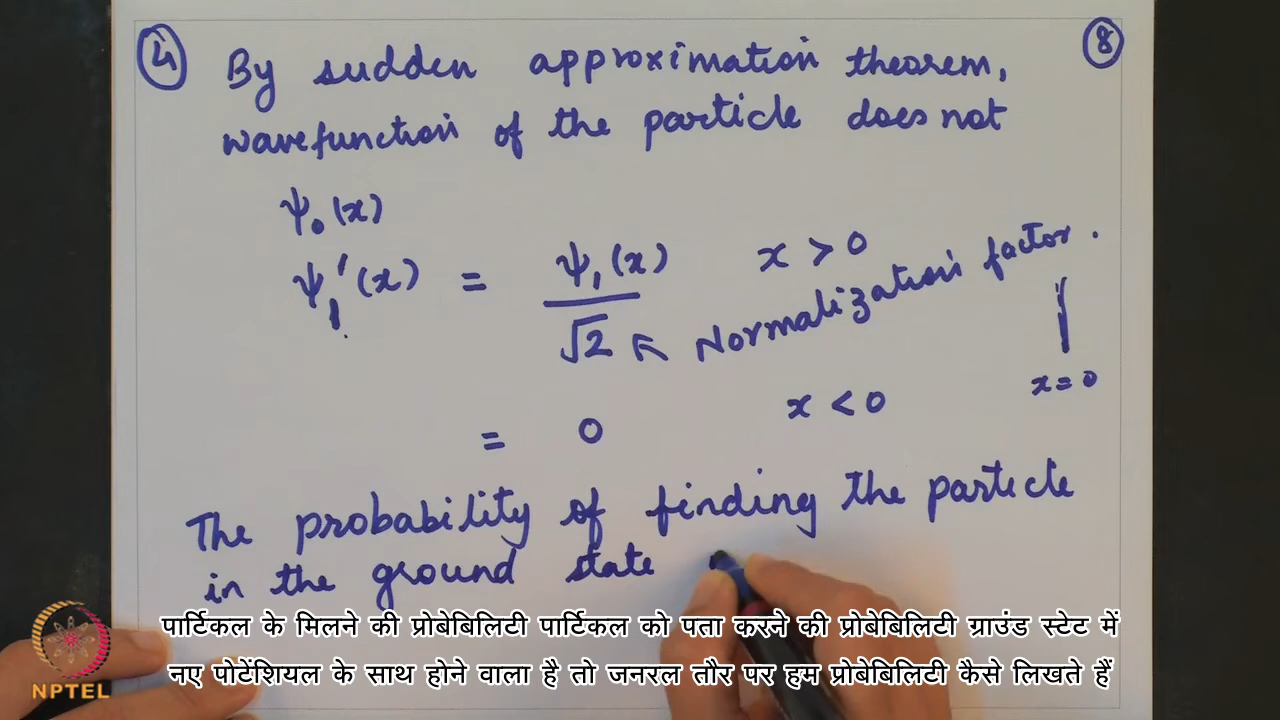 4
8
By sudden approximation theorem,
wavefunction of the particle does not
ψ₀(x)
ψ₁'(x) = ψ₁(x) / √2 x > 0
↖ Normalization factor.
x = 0
= 0 x < 0
The probability of finding the particle
in the ground state
पार्टिकल के मिलने की प्रोबेबिलिटी पार्टिकल को पता करने की प्रोबेबिलिटी ग्राउंड स्टेट में
नए पोटेंशियल के साथ होने वाला है तो जनरल तौर पर हम प्रोबेबिलिटी कैसे लिखते हैं
NPTEL